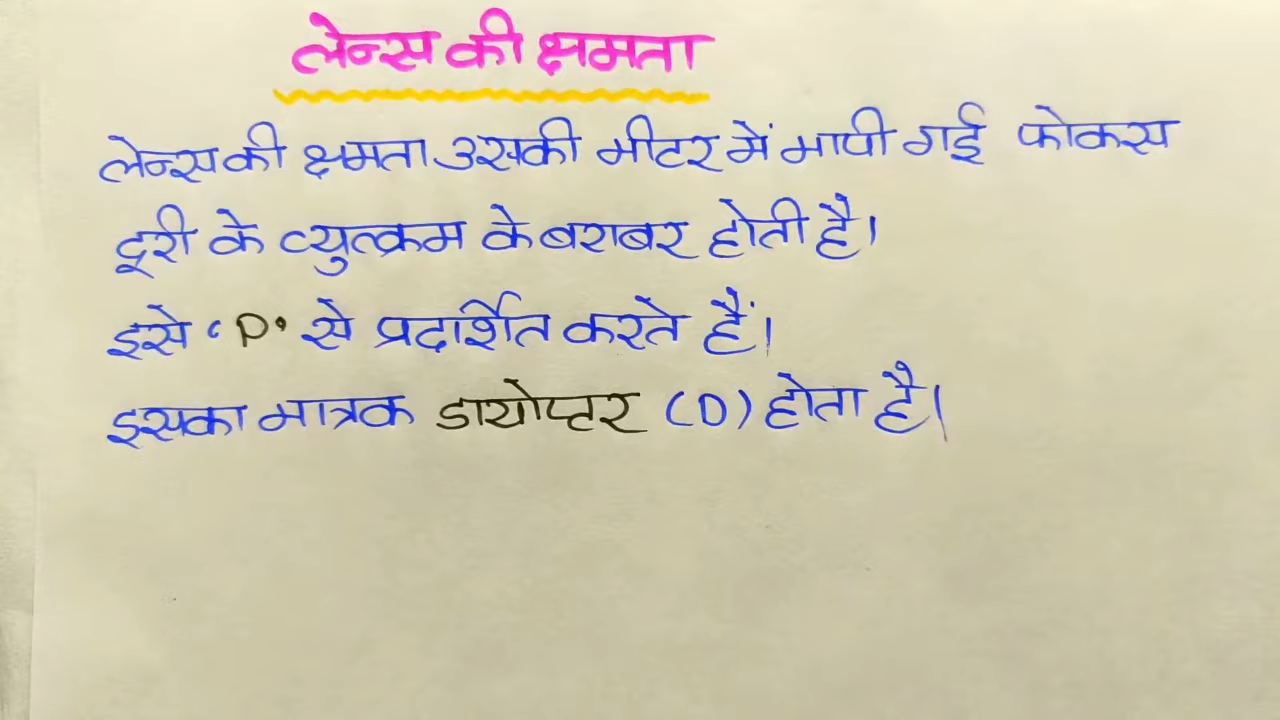 लेन्स की क्षमता
लेन्स की क्षमता उसकी मीटर में मापी गई फोकस
दूरी के व्युत्क्रम के बराबर होती है।
इसे 'P' से प्रदर्शित करते हैं।
इसका मात्रक डायोप्टर (D) होता है।